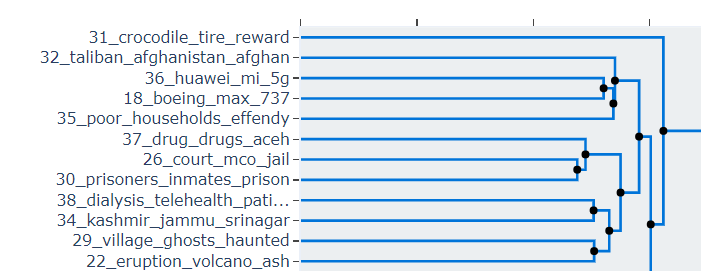 31_crocodile_tire_reward
32_taliban_afghanistan_afghan
36_huawei_mi_5g
18_boeing_max_737
35_poor_households_effendy
37_drug_drugs_aceh
26_court_mco_jail
30_prisoners_inmates_prison
38_dialysis_telehealth_pati...
34_kashmir_jammu_srinagar
29_village_ghosts_haunted
22_eruption_volcano_ash